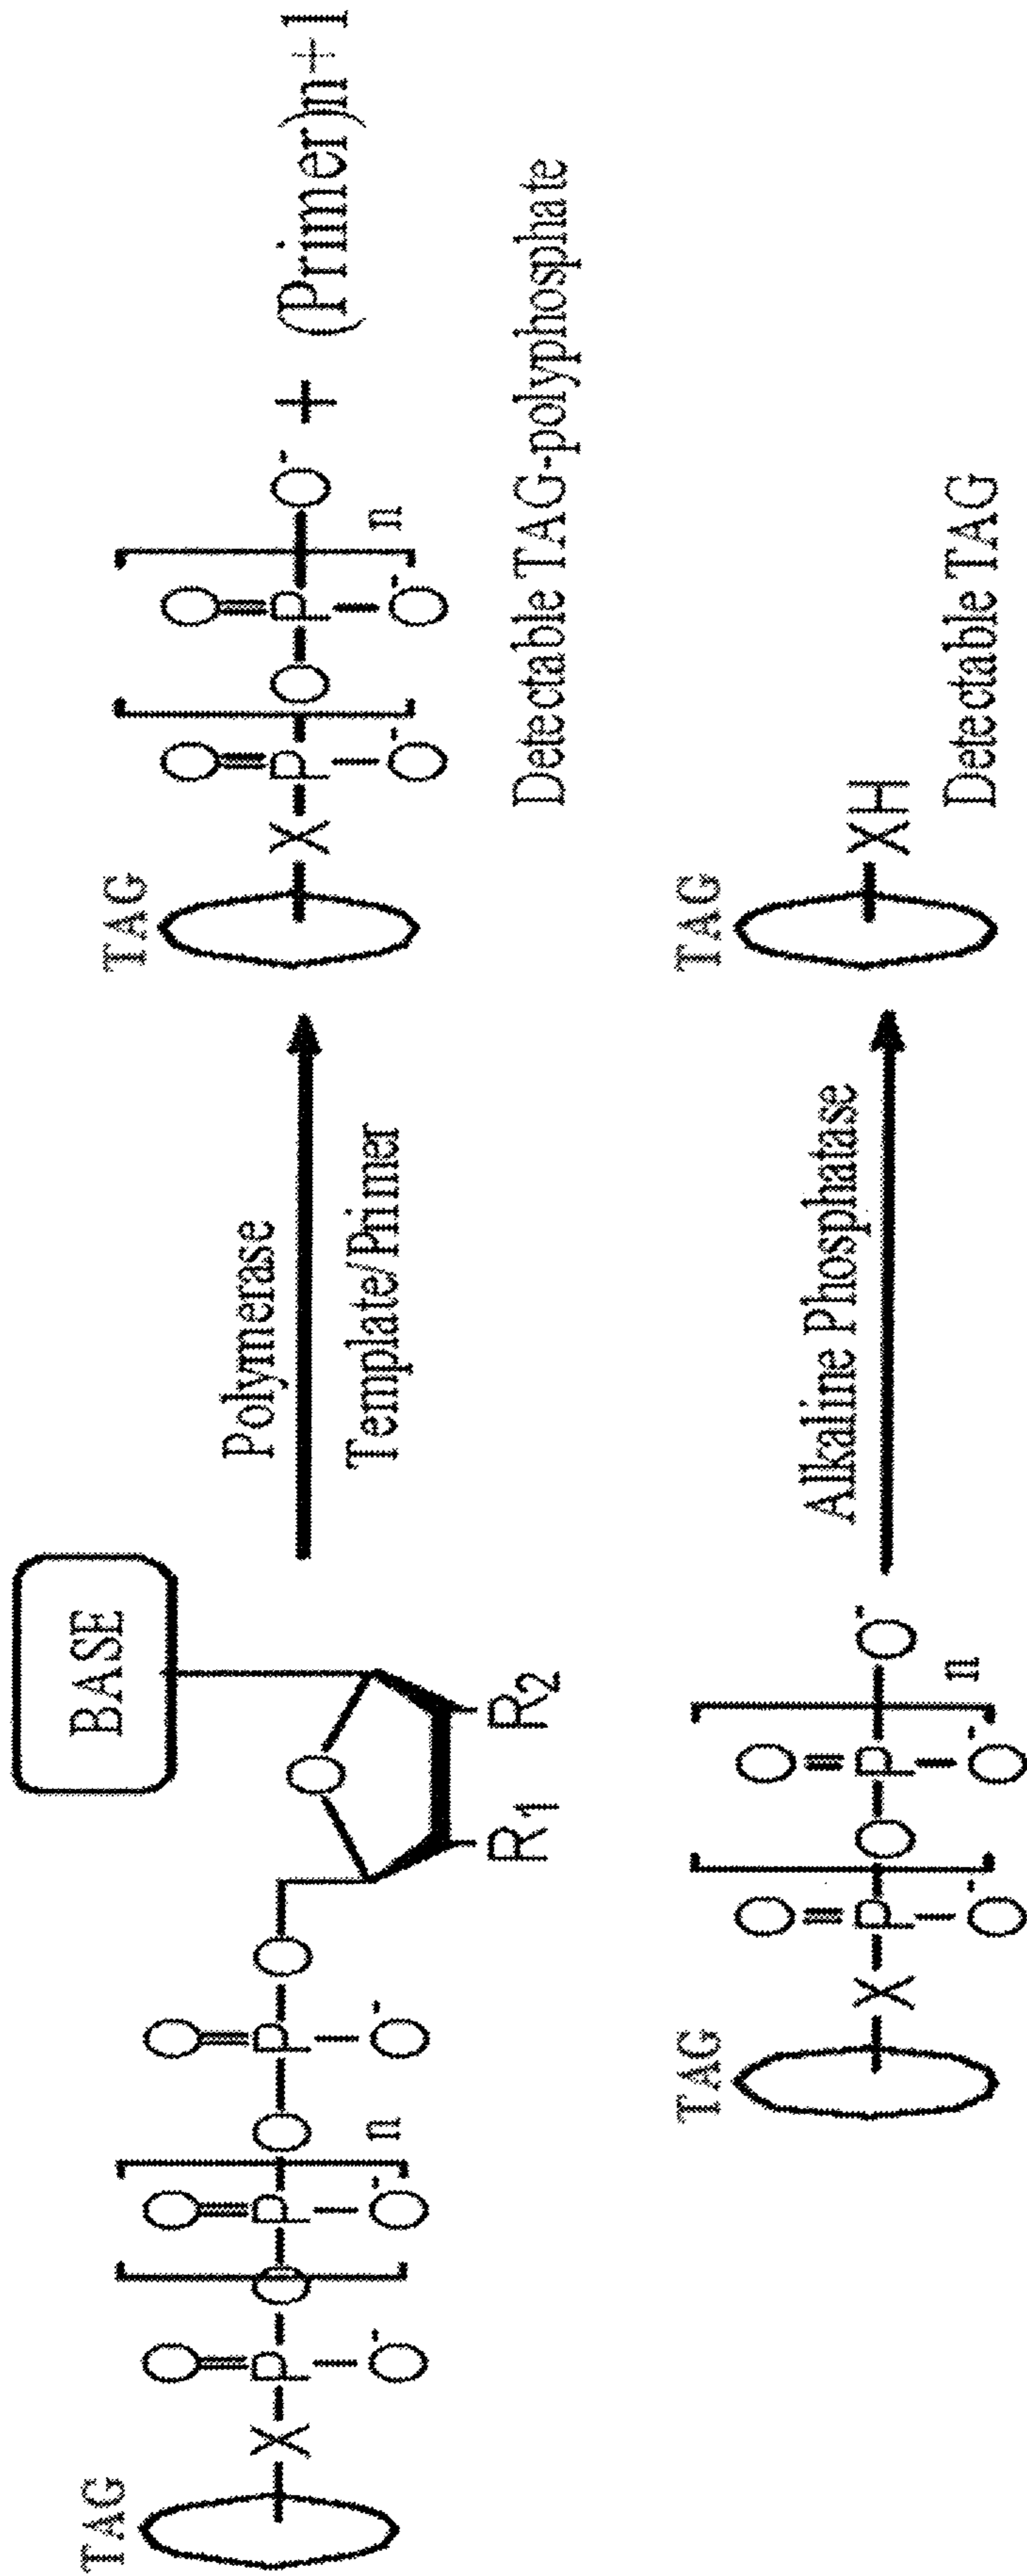 TAG
X-P-O-P-O-P-O
O O O
O- O- O-
n
O
BASE
R1 R2
Polymerase
Template/Primer
TAG
X-P-O-P-O- + (Primer)n+1
O O
O- O-
n
Detectable TAG-polyphosphate
TAG
X-P-O-P-O-
O O
O- O-
n
Alkaline Phosphatase
TAG
XH
Detectable TAG